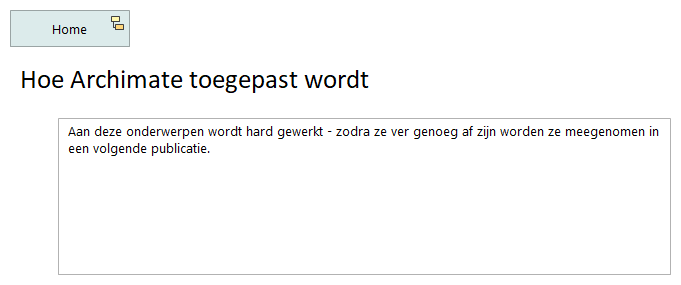 Home
Hoe Archimate toegepast wordt
Aan deze onderwerpen wordt hard gewerkt - zodra ze ver genoeg af zijn worden ze meegenomen in
een volgende publicatie.